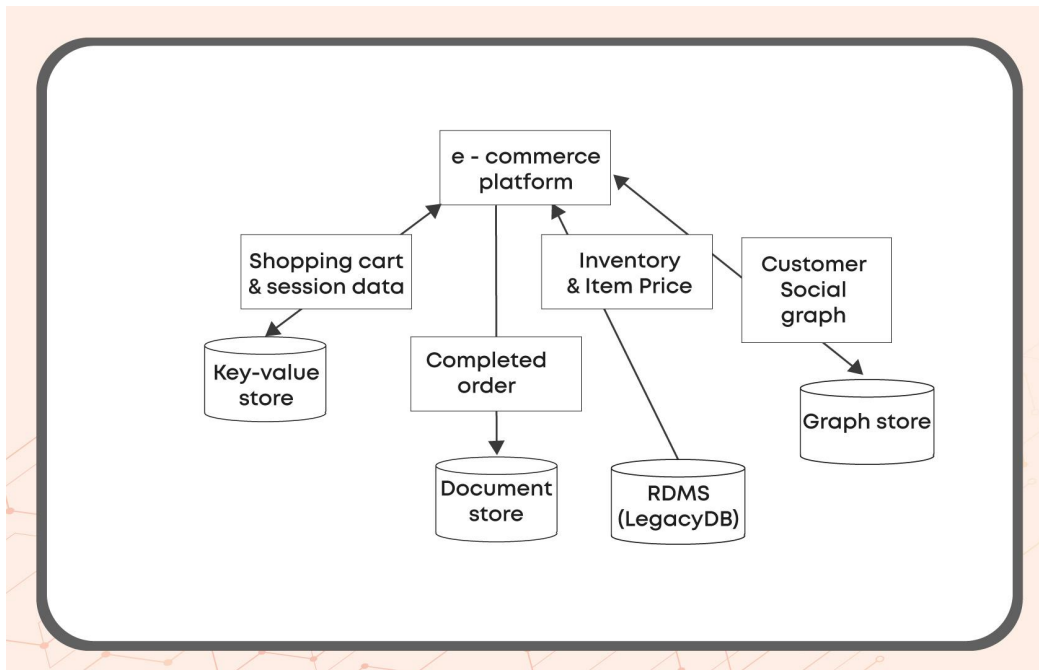 e - commerce
platform
Shopping cart
& session data
Inventory
& Item Price
Customer
Social
graph
Key-value
store
Completed
order
Graph store
Document
store
RDMS
(LegacyDB)